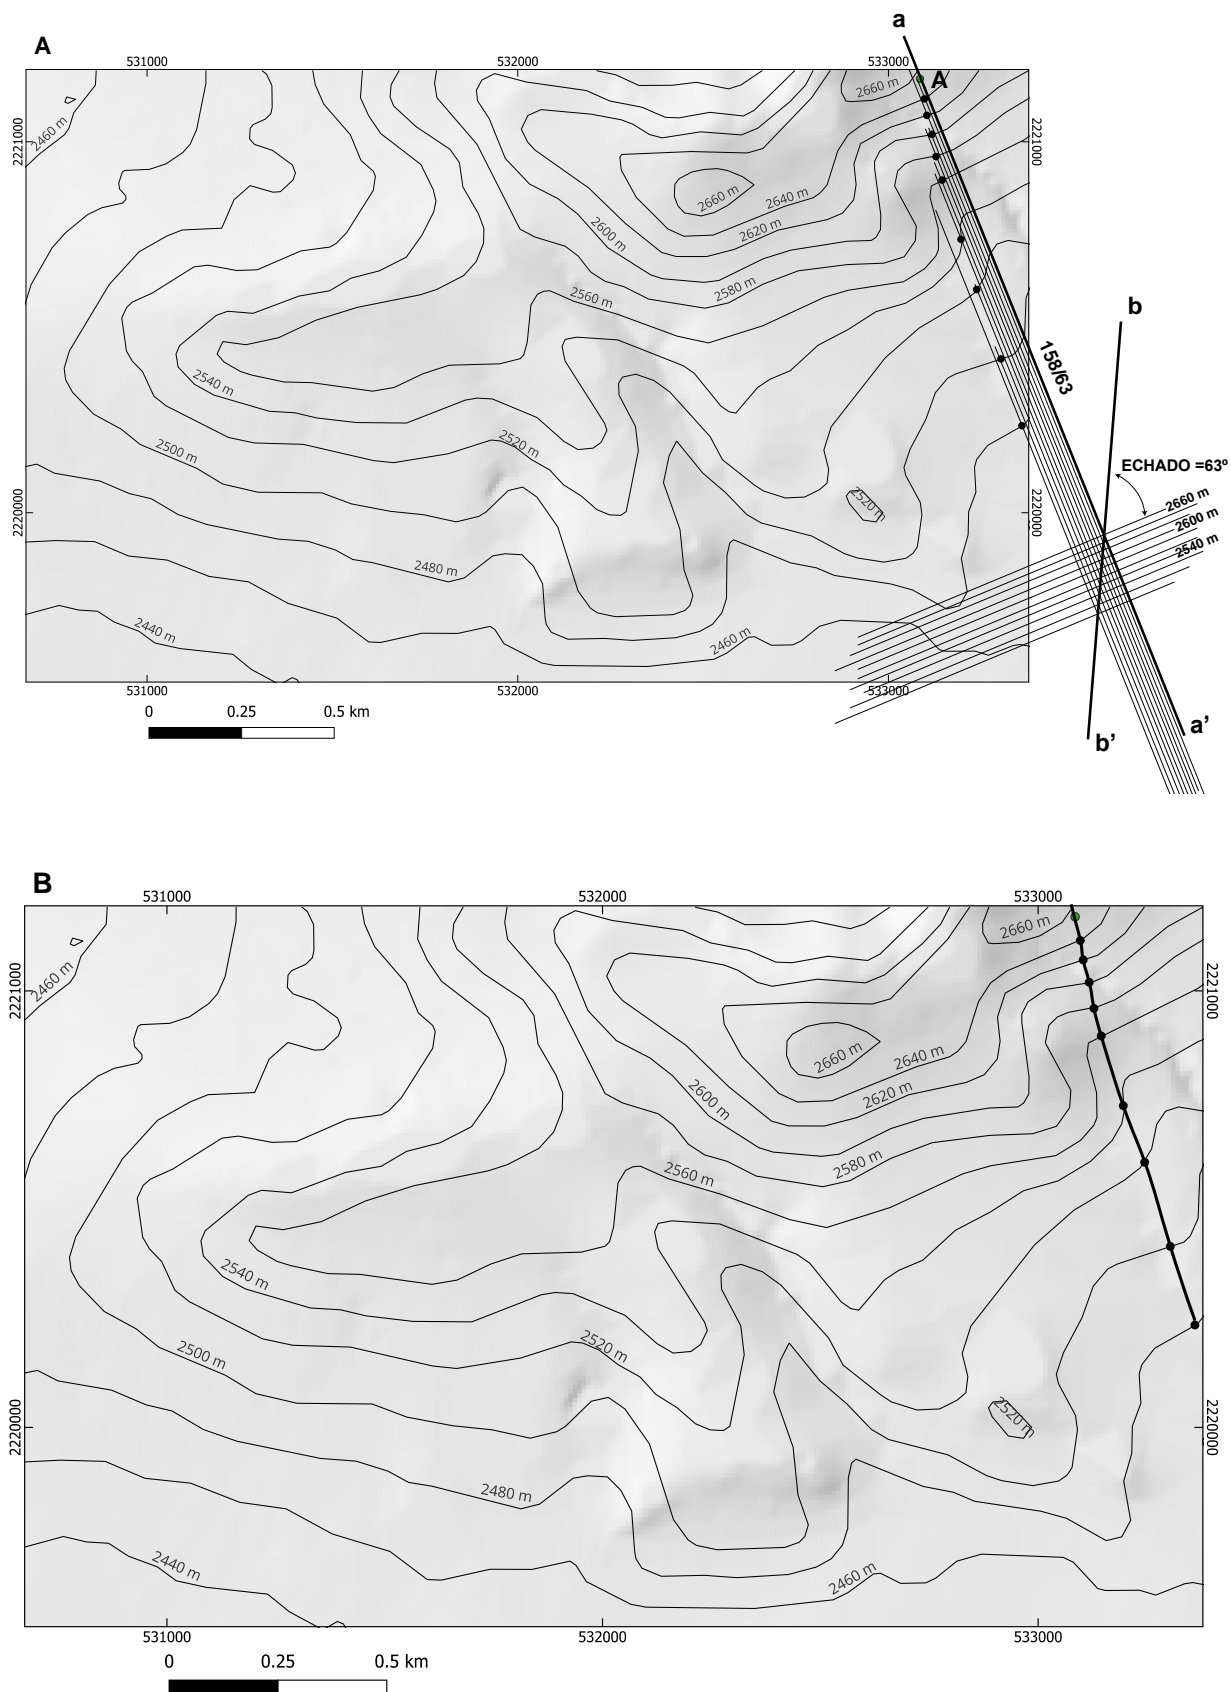 a
A
531000
532000
533000
A
2660 m
2460 m
2221000
2221000
2660 m
2640 m
2600 m
2620 m
2580 m
2560 m
b
158/63
2540 m
2520 m
2500 m
ECHADO =63º
2660 m
2600 m
2540 m
2520 m
2220000
2220000
2480 m
2440 m
2460 m
531000
532000
533000
0
0.25
0.5 km
b’
a’
B
531000
532000
533000
2660 m
2460 m
2221000
2221000
2660 m
2640 m
2600 m
2620 m
2580 m
2560 m
2540 m
2520 m
2500 m
2520 m
2220000
2220000
2480 m
2440 m
2460 m
531000
532000
533000
0
0.25
0.5 km